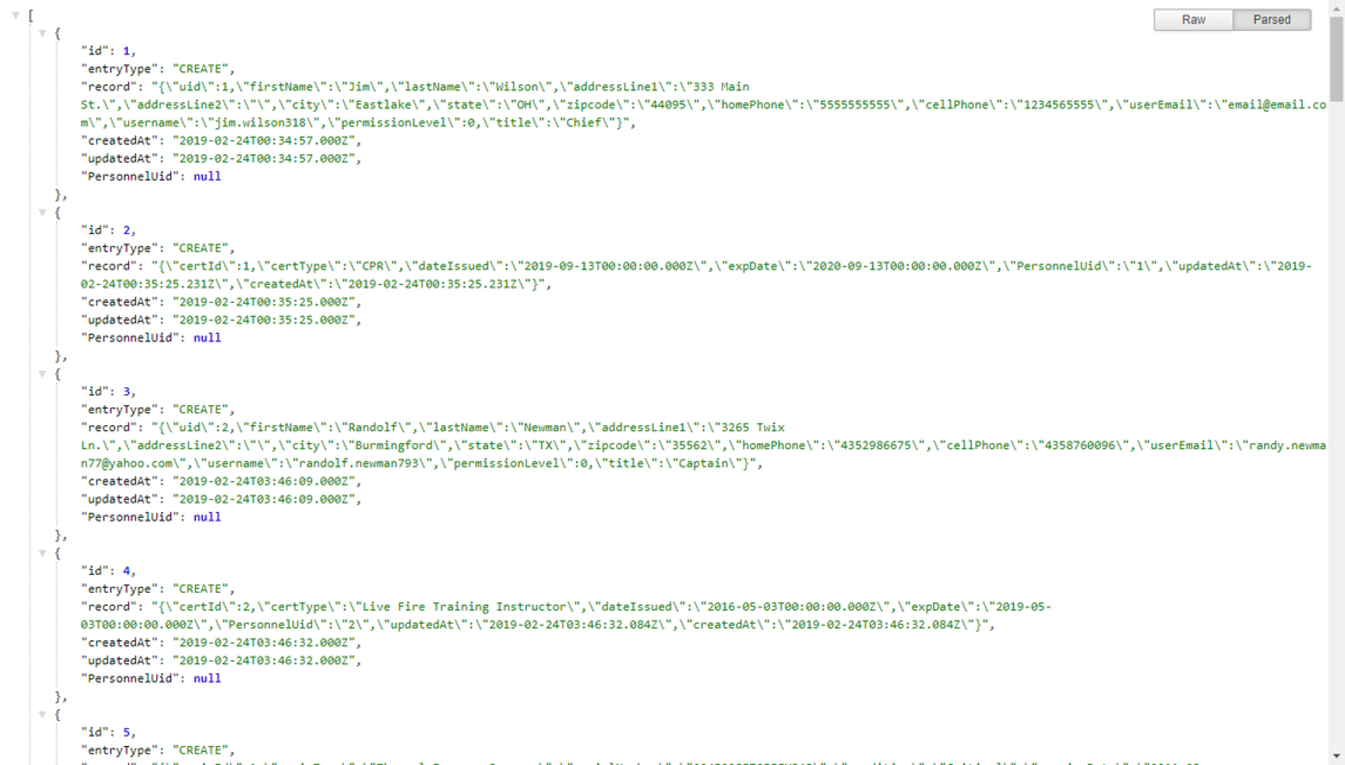 [
Raw Parsed
{
"id": 1,
"entryType": "CREATE",
"record": "{\"uid\":1,\"firstName\":\"Jim\",\"lastName\":\"Wilson\",\"addressLine1\":\"333 Main
St.\",\"addressLine2\":\"\",\"city\":\"Eastlake\",\"state\":\"OH\",\"zipcode\":\"44095\",\"homePhone\":\"5555555555\",\"cellPhone\":\"1234565555\",\"userEmail\":\"email@email.co
m\",\"username\":\"jim.wilson318\",\"permissionLevel\":0,\"title\":\"Chief\"}",
"createdAt": "2019-02-24T00:34:57.000Z",
"updatedAt": "2019-02-24T00:34:57.000Z",
"PersonnelUid": null
},
{
"id": 2,
"entryType": "CREATE",
"record": "{\"certId\":1,\"certType\":\"CPR\",\"dateIssued\":\"2019-09-13T00:00:00.000Z\",\"expDate\":\"2020-09-13T00:00:00.000Z\",\"PersonnelUid\":\"1\",\"updatedAt\":\"2019-
02-24T00:35:25.231Z\",\"createdAt\":\"2019-02-24T00:35:25.231Z\"}",
"createdAt": "2019-02-24T00:35:25.000Z",
"updatedAt": "2019-02-24T00:35:25.000Z",
"PersonnelUid": null
},
{
"id": 3,
"entryType": "CREATE",
"record": "{\"uid\":2,\"firstName\":\"Randolf\",\"lastName\":\"Newman\",\"addressLine1\":\"3265 Twix
Ln.\",\"addressLine2\":\"\",\"city\":\"Burmingford\",\"state\":\"TX\",\"zipcode\":\"35562\",\"homePhone\":\"4352986675\",\"cellPhone\":\"4358760096\",\"userEmail\":\"randy.newma
n77@yahoo.com\",\"username\":\"randolf.newman793\",\"permissionLevel\":0,\"title\":\"Captain\"}",
"createdAt": "2019-02-24T03:46:09.000Z",
"updatedAt": "2019-02-24T03:46:09.000Z",
"PersonnelUid": null
},
{
"id": 4,
"entryType": "CREATE",
"record": "{\"certId\":2,\"certType\":\"Live Fire Training Instructor\",\"dateIssued\":\"2016-05-03T00:00:00.000Z\",\"expDate\":\"2019-05-
03T00:00:00.000Z\",\"PersonnelUid\":\"2\",\"updatedAt\":\"2019-02-24T03:46:32.084Z\",\"createdAt\":\"2019-02-24T03:46:32.084Z\"}",
"createdAt": "2019-02-24T03:46:32.000Z",
"updatedAt": "2019-02-24T03:46:32.000Z",
"PersonnelUid": null
},
{
"id": 5,
"entryType": "CREATE",